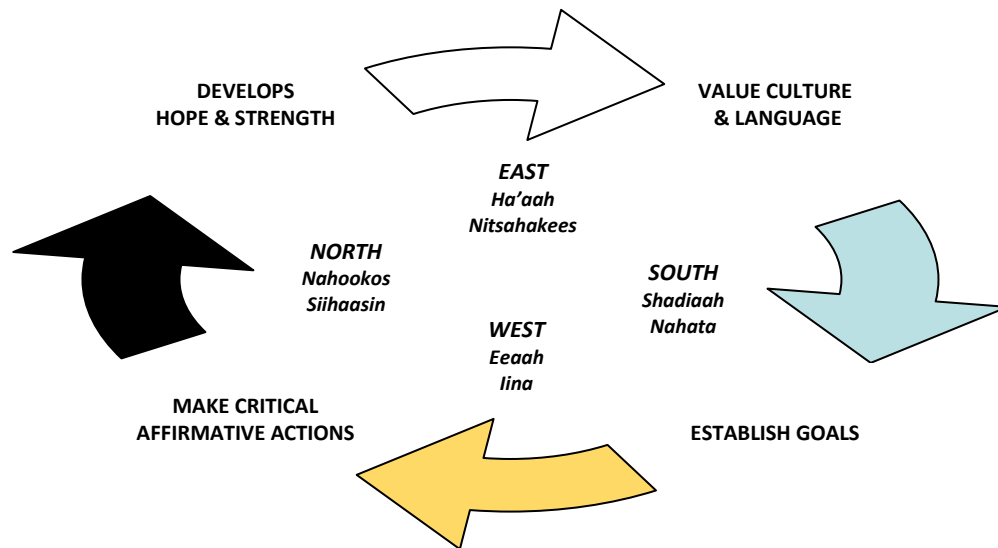 DEVELOPS
HOPE & STRENGTH
VALUE CULTURE
& LANGUAGE
EAST
Ha’aah
Nitsahakees
NORTH
Nahookos
Siihaasin
SOUTH
Shadiaah
Nahata
WEST
Eeaah
Iina
MAKE CRITICAL
AFFIRMATIVE ACTIONS
ESTABLISH GOALS